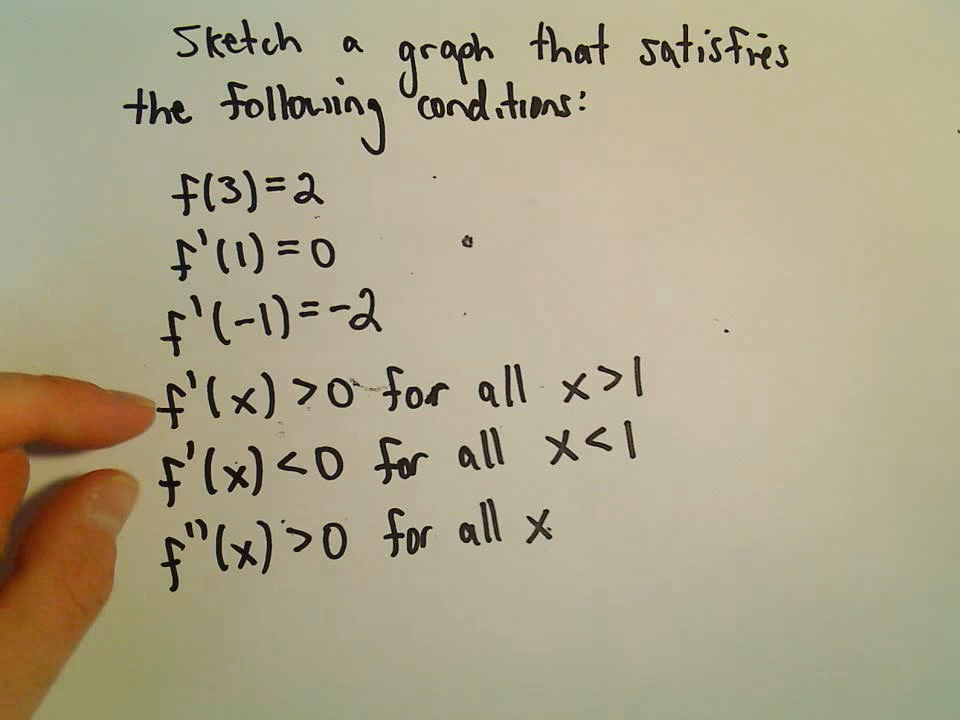 Sketch a graph that satisfies
the following conditions:
f(3)=2
f'(1)=0
f'(-1)=-2
f'(x)>0 for all x>1
f'(x)<0 for all x<1
f''(x)>0 for all x